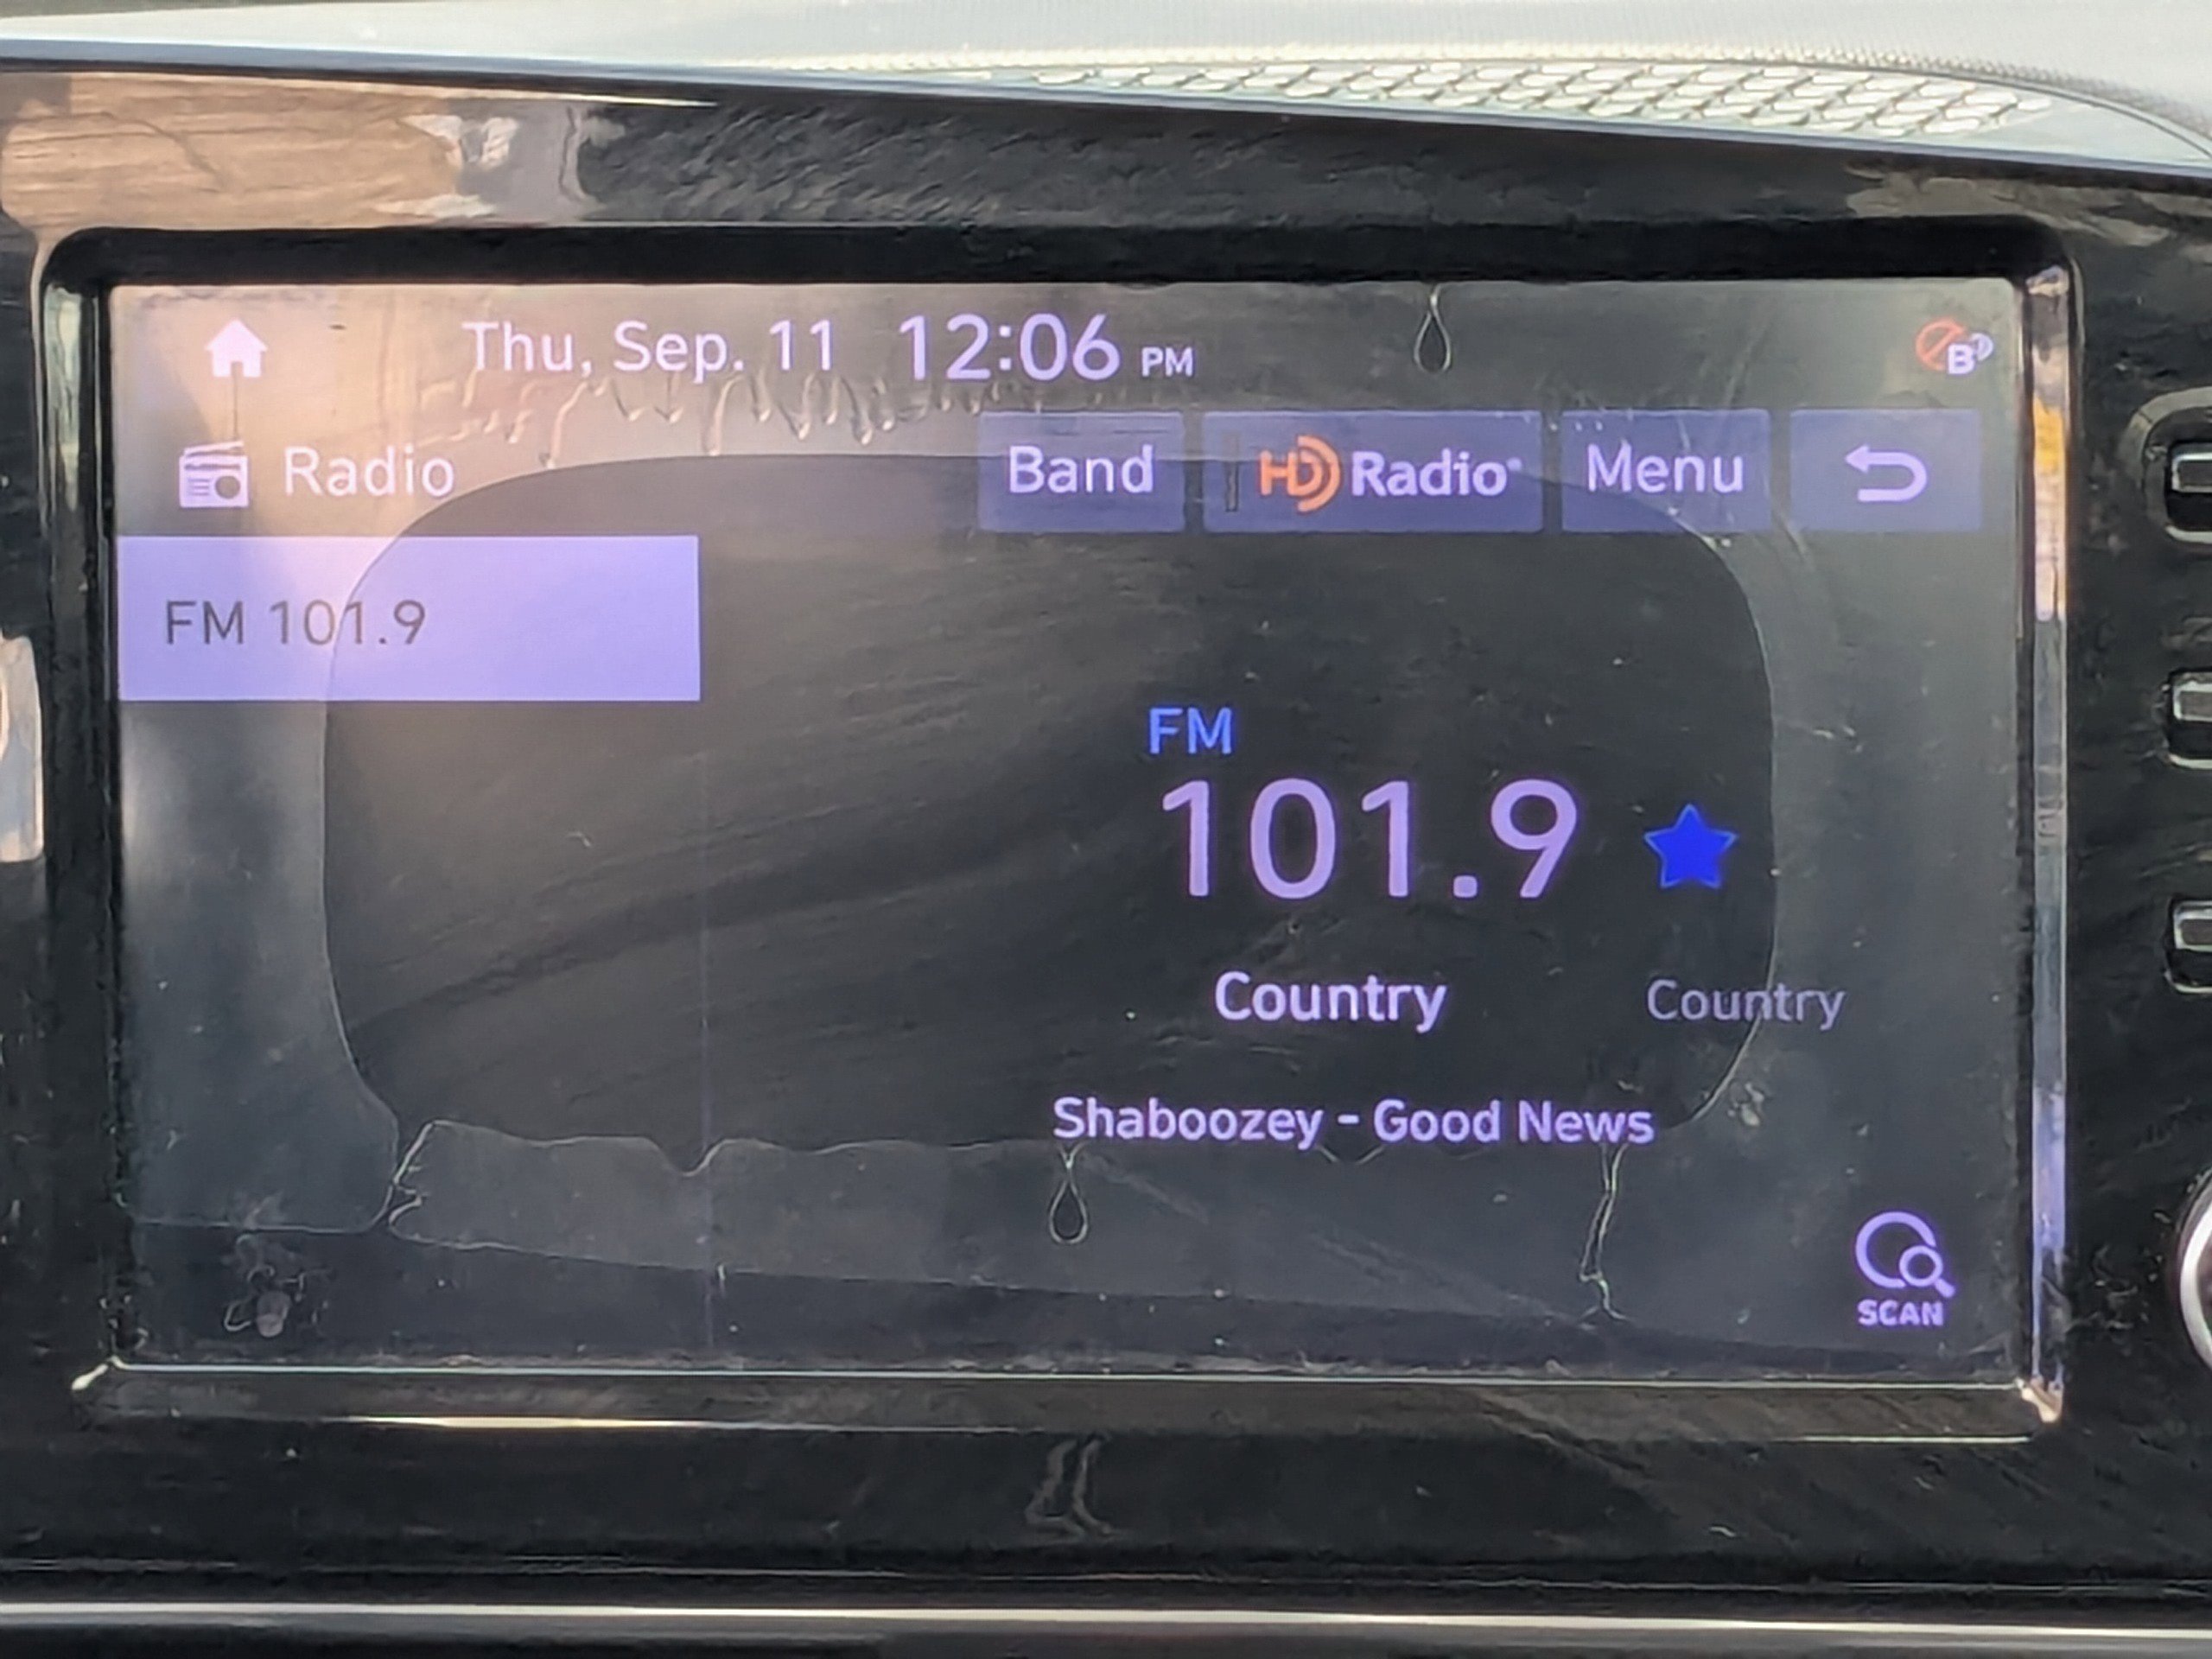 Thu, Sep. 11 12:06 PM
B
Radio
Band
HD Radio®
Menu
FM 101.9
FM
101.9
Country
Country
Shaboozey - Good News
SCAN